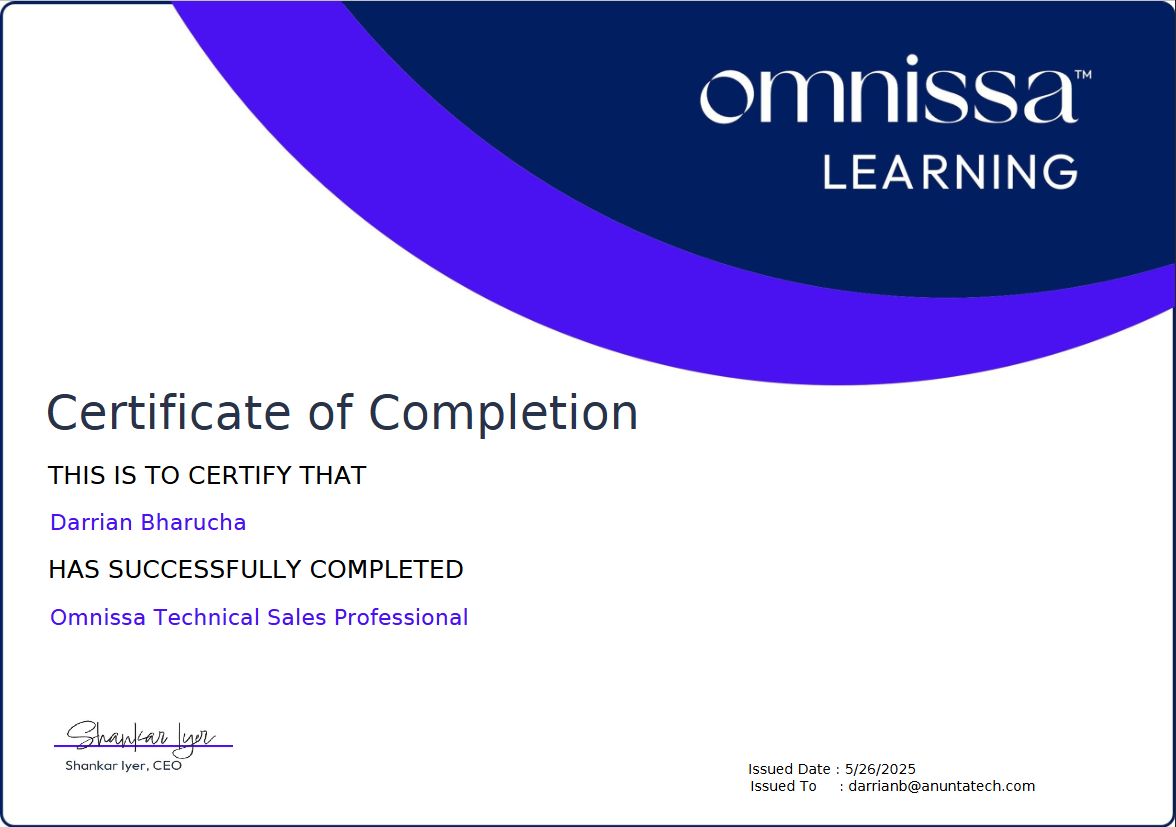 omnissa™
LEARNING
Certificate of Completion
THIS IS TO CERTIFY THAT
Darrian Bharucha
HAS SUCCESSFULLY COMPLETED
Omnissa Technical Sales Professional
Shankar Iyer
Shankar Iyer, CEO
Issued Date : 5/26/2025
Issued To : darrianb@anuntatech.com